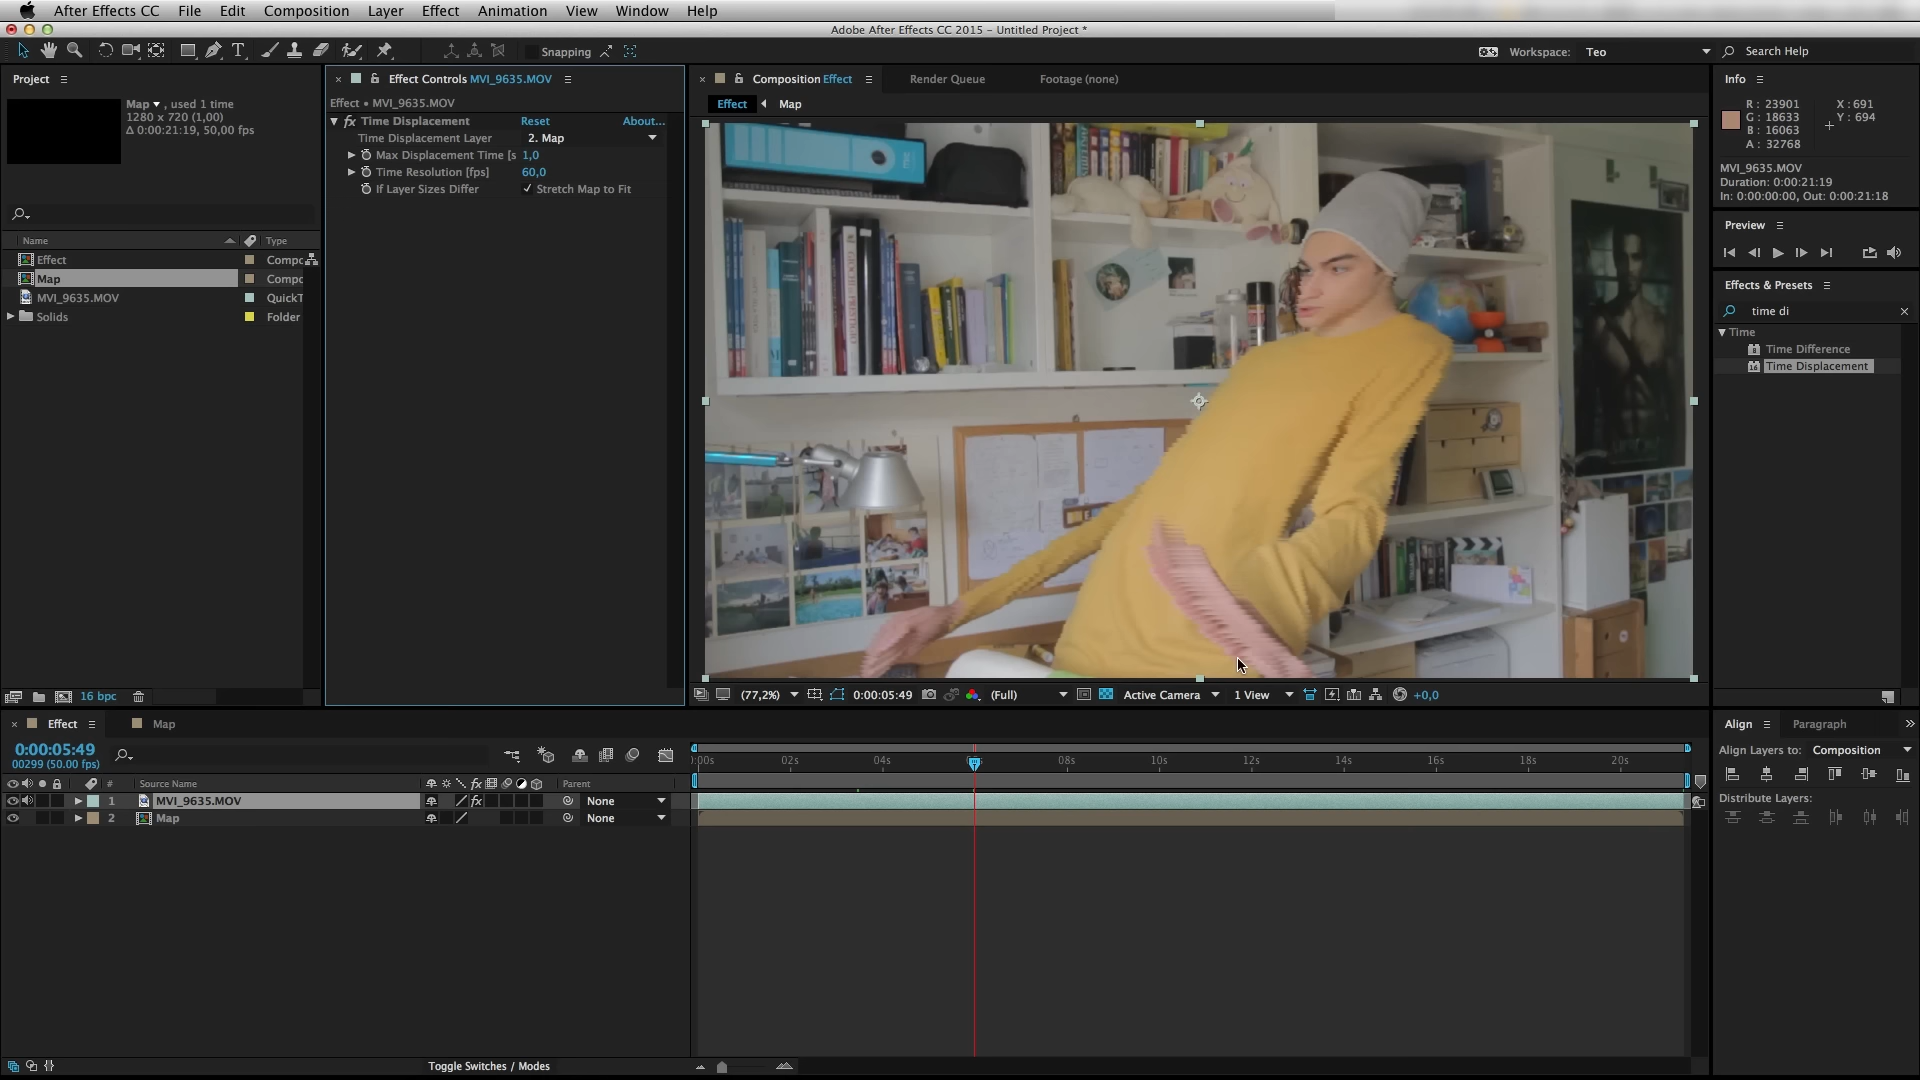 After Effects CC File Edit Composition Layer Effect Animation View Window Help
Adobe After Effects CC 2015 – Untitled Project *
Snapping
Workspace: Teo
Search Help
Project
Map , used 1 time
1280 x 720 (1,00)
Δ 0:00:21:19, 50,00 fps
Name Type
Effect Compo
Map Compo
MVI_9635.MOV QuickT
Solids Folder
16 bpc
Effect Controls MVI_9635.MOV
Effect • MVI_9635.MOV
fx Time Displacement Reset About...
Time Displacement Layer 2. Map
Max Displacement Time [s 1,0
Time Resolution [fps] 60,0
If Layer Sizes Differ Stretch Map to Fit
Composition Effect Render Queue Footage (none)
Effect Map
(77,2%) 0:00:05:49 (Full) Active Camera 1 View +0,0
Info
R : 23901 X : 691
G : 18633 Y : 694
B : 16063
A : 32768
MVI_9635.MOV
Duration: 0:00:21:19
In: 0:00:00:00, Out: 0:00:21:18
Preview
Effects & Presets
time di
Time
Time Difference
Time Displacement
Effect Map
0:00:05:49
00299 (50.00 fps)
# Source Name fx Parent
1 MVI_9635.MOV fx None
2 Map None
:00s 02s 04s 08s 10s 12s 14s 16s 18s 20s
Toggle Switches / Modes
Align Paragraph
Align Layers to: Composition
Distribute Layers: